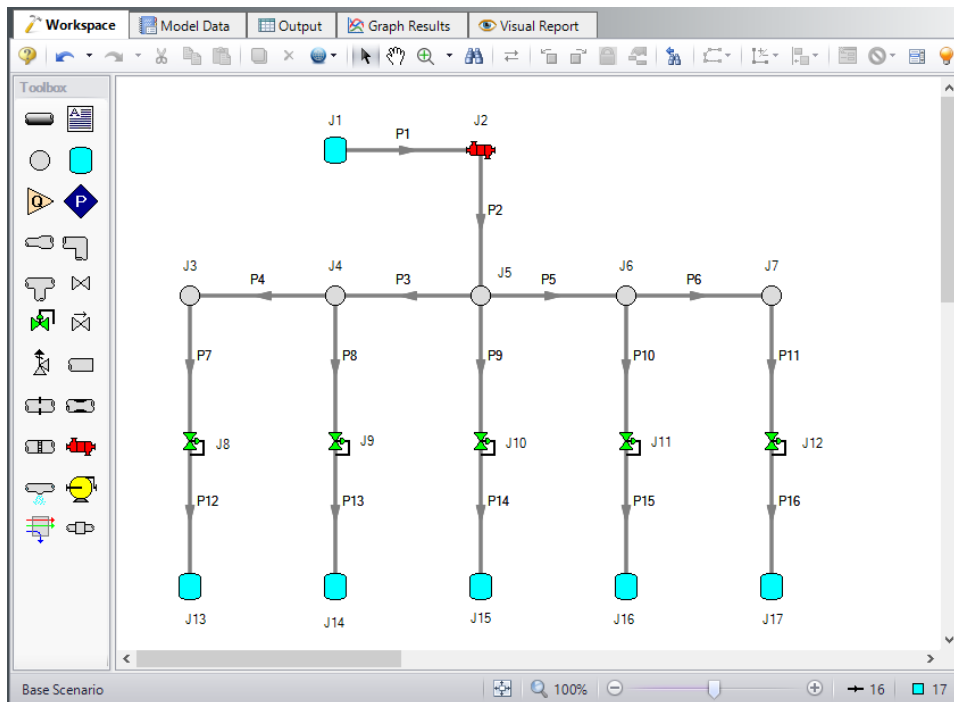 Workspace Model Data Output Graph Results Visual Report
Toolbox
A
Q P
J1 J2
P1
P2
J3 J4 J5 J6 J7
P4 P3 P5 P6
P7 P8 P9 P10 P11
J8 J9 J10 J11 J12
P12 P13 P14 P15 P16
J13 J14 J15 J16 J17
Base Scenario 100% 16 17